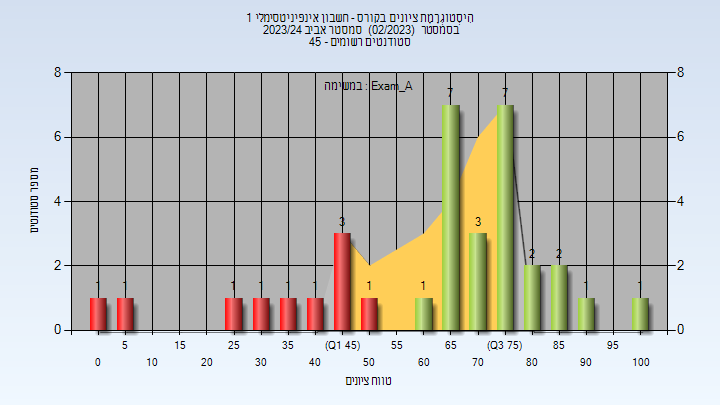 היסטוגרמת ציונים בקורס - חשבון אינפיניטסימלי 1
בסמסטר (02/2023) סמסטר אביב 2023/24
סטודנטים רשומים - 45
במשימה : Exam_A
מספר סטודנטים
8
6
4
2
0
8
6
4
2
0
1 1 1 1 1 1 3 1 1 7 3 7 2 2 1 1
5 15 25 35 (Q1 45) 55 65 (Q3 75) 85 95
0 10 20 30 40 50 60 70 80 90 100
טווח ציונים